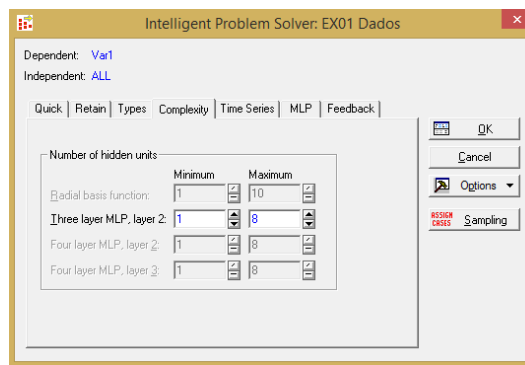 Intelligent Problem Solver: EX01 Dados
×
Dependent: Var1
Independent: ALL
Quick Retain Types Complexity Time Series MLP Feedback
OK
Cancel
Options
ASSIGN CASES Sampling
Number of hidden units
Minimum Maximum
Radial basis function: 1 10
Three layer MLP, layer 2: 1 8
Four layer MLP, layer 2: 1 8
Four layer MLP, layer 3: 1 8